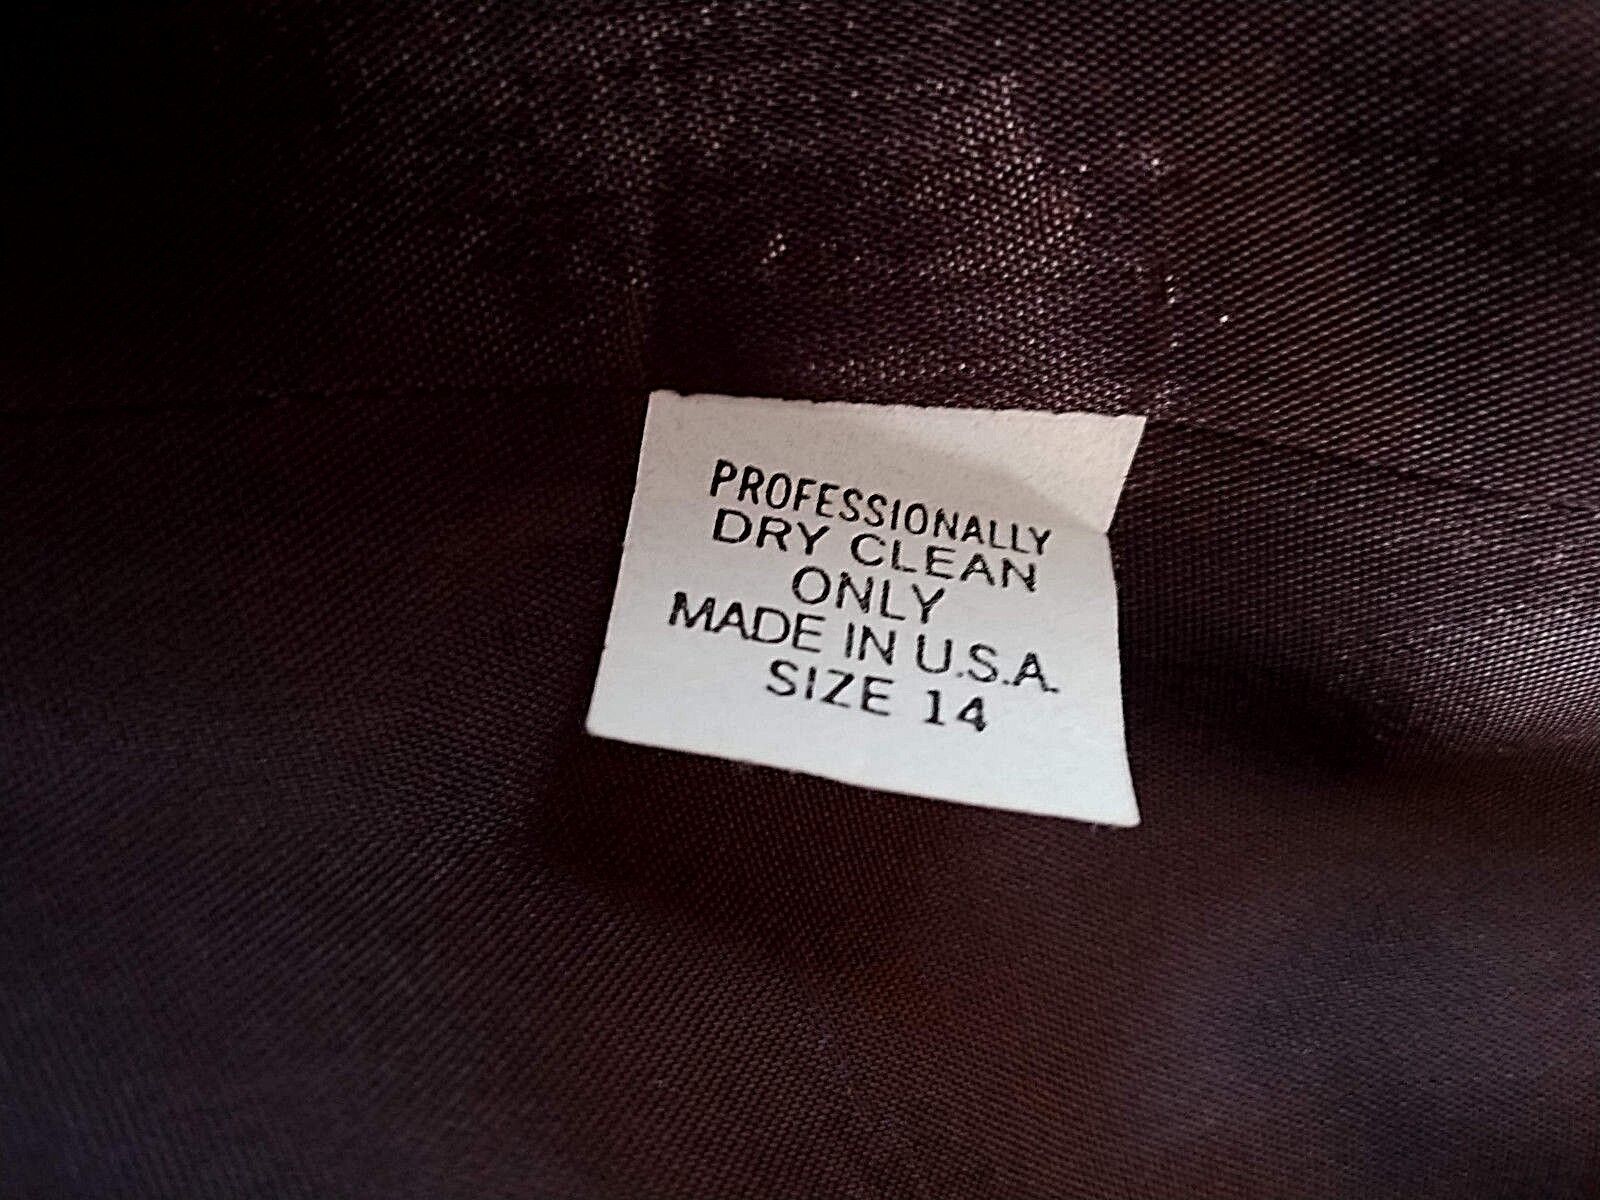 PROFESSIONALLY
DRY CLEAN
ONLY
MADE IN U.S.A.
SIZE 14